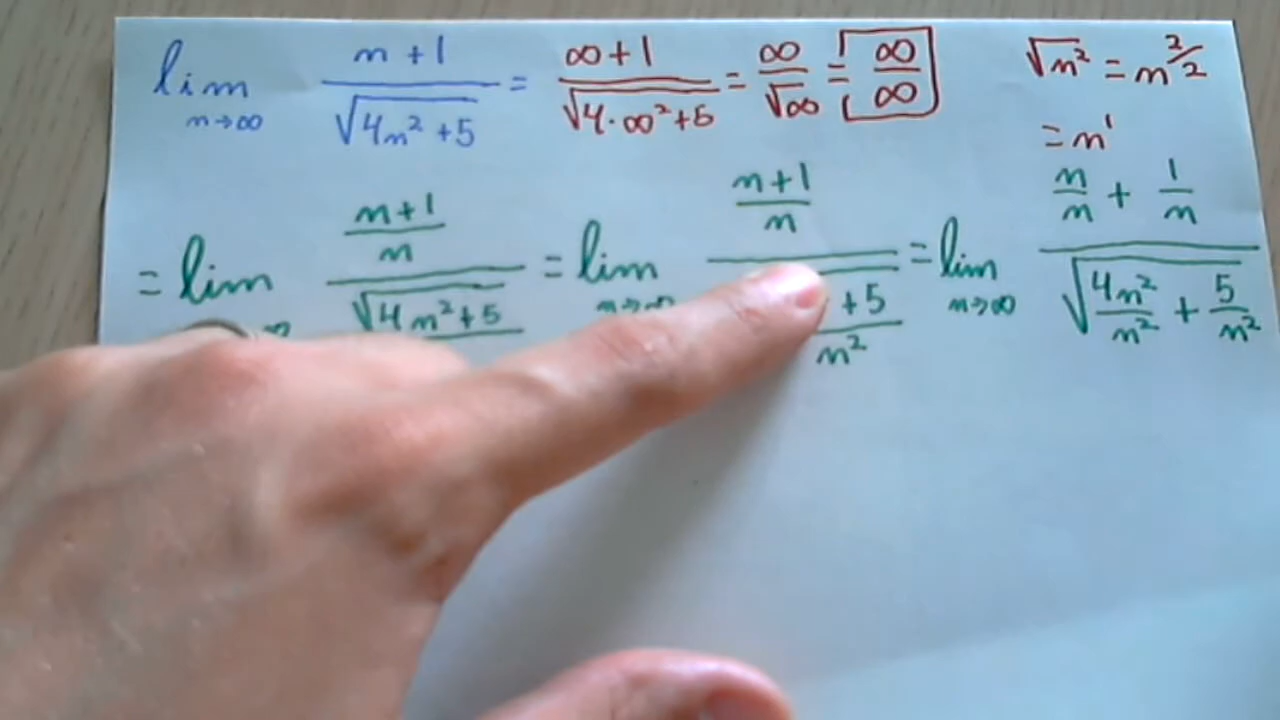 lim n→∞ (n+1)/√(4n²+5) = (∞+1)/√(4·∞²+5) = ∞/√∞ = [∞/∞] √n² = n^(2/2)
= n¹
= lim ((n+1)/n)/(√(4n²+5)) = lim n→∞ ((n+1)/n)/( +5/n²) = lim n→∞ (n/n + 1/n)/√(4n²/n² + 5/n²)